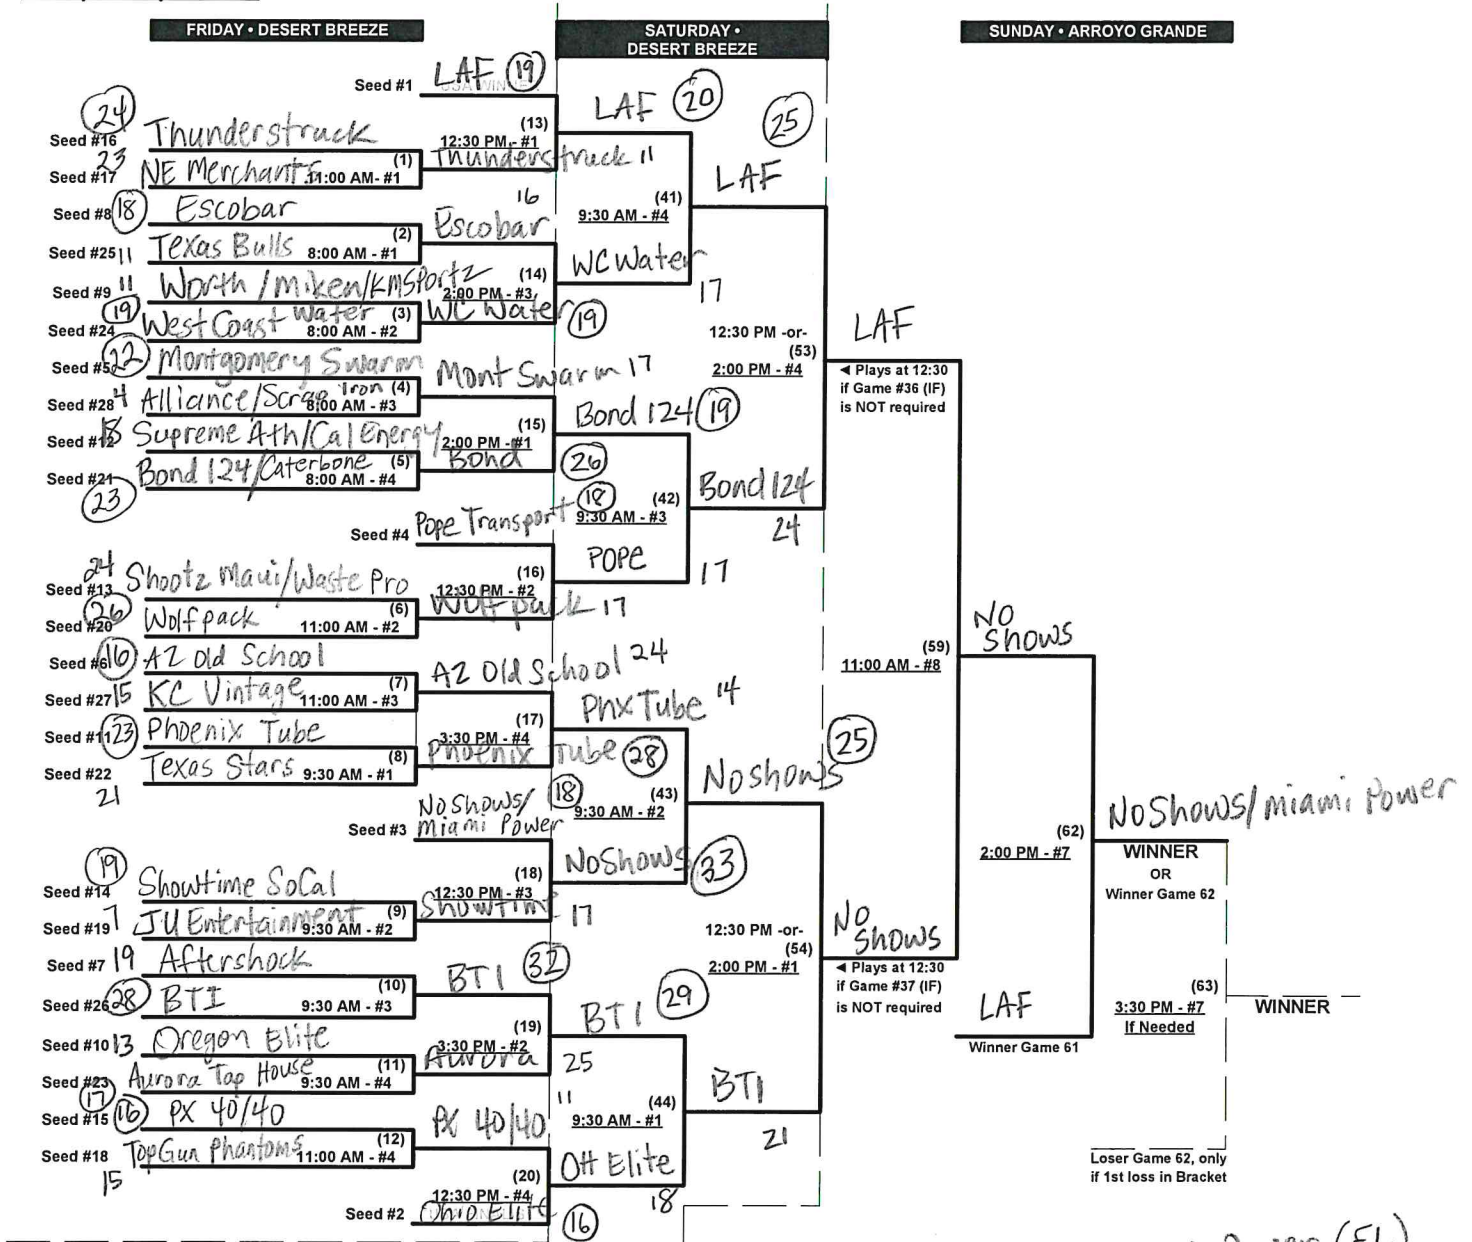 FRIDAY • DESERT BREEZE
SATURDAY •
DESERT BREEZE
SUNDAY • ARROYO GRANDE
Seed #1 LAF 19
24
Seed #16 Thunderstruck
(13)
12:30 PM - #1
23
Seed #17 NE Merchants
(1)
11:00 AM - #1
Thunderstruck 11
LAF 20
25
LAF
(41)
9:30 AM - #4
Seed #8 18 Escobar
(2)
8:00 AM - #1
Seed #25 11 Texas Bulls
16
Escobar
Seed #9 11 Worth/Miken/KMSportz
(14)
2:00 PM - #3
19
Seed #24 West Coast Water
(3)
8:00 AM - #2
WC Water 19
WC Water
17
Seed #5 22 Montgomery Swarm
(4)
8:00 AM - #3
Seed #28 4 Alliance/Scrap Iron
Mont Swarm 17
Seed #12 18 Supreme Ath/Cal Energy
(15)
2:00 PM - #1
Seed #21 Bond 124/Caterbone
23
(5)
8:00 AM - #4
Bond
26
Bond 124 19
(42)
9:30 AM - #3
Bond 124
24
12:30 PM -or-
(53)
2:00 PM - #4
LAF
◄ Plays at 12:30
if Game #36 (IF)
is NOT required
Seed #4 Pope Transport 18
24
Seed #13 Shootz Maui/Waste Pro
(16)
12:30 PM - #2
26
Seed #20 Wolfpack
(6)
11:00 AM - #2
Wolfpack 17
POPE
17
Seed #6 16 AZ Old School
(7)
11:00 AM - #3
Seed #27 15 KC Vintage
AZ Old School 24
Seed #11 23 Phoenix Tube
(17)
3:30 PM - #4
Seed #22 Texas Stars
21
(8)
9:30 AM - #1
Phoenix Tube 28
Phx Tube 14
(43)
9:30 AM - #2
NoShows
25
(59)
11:00 AM - #8
NO
SHOWS
Seed #3 NoShows/
Miami Power
18
19
Seed #14 Showtime SoCal
(18)
12:30 PM - #3
Seed #19 7 JU Entertainment
(9)
9:30 AM - #2
Showtime 17
NoShows 33
Seed #7 19 Aftershock
(10)
9:30 AM - #3
Seed #26 28 BTI
BTI 32
Seed #10 13 Oregon Elite
(19)
3:30 PM - #2
Seed #23 Aurora Tap House
17
(11)
9:30 AM - #4
Aurora
25
BTI 29
12:30 PM -or-
(54)
2:00 PM - #1
NO
SHOWS
◄ Plays at 12:30
if Game #37 (IF)
is NOT required
Seed #15 16 PX 40/40
(12)
11:00 AM - #4
Seed #18 TopGun Phantoms
15
PX 40/40
11
(44)
9:30 AM - #1
BTI
21
(20)
12:30 PM - #4
Seed #2 Ohio Elite
16
OH Elite
18
(62)
2:00 PM - #7
LAF
Winner Game 61
NoShows/Miami Power
WINNER
OR
Winner Game 62
(63)
3:30 PM - #7
If Needed
WINNER
Loser Game 62, only
if 1st loss in Bracket
(FL)